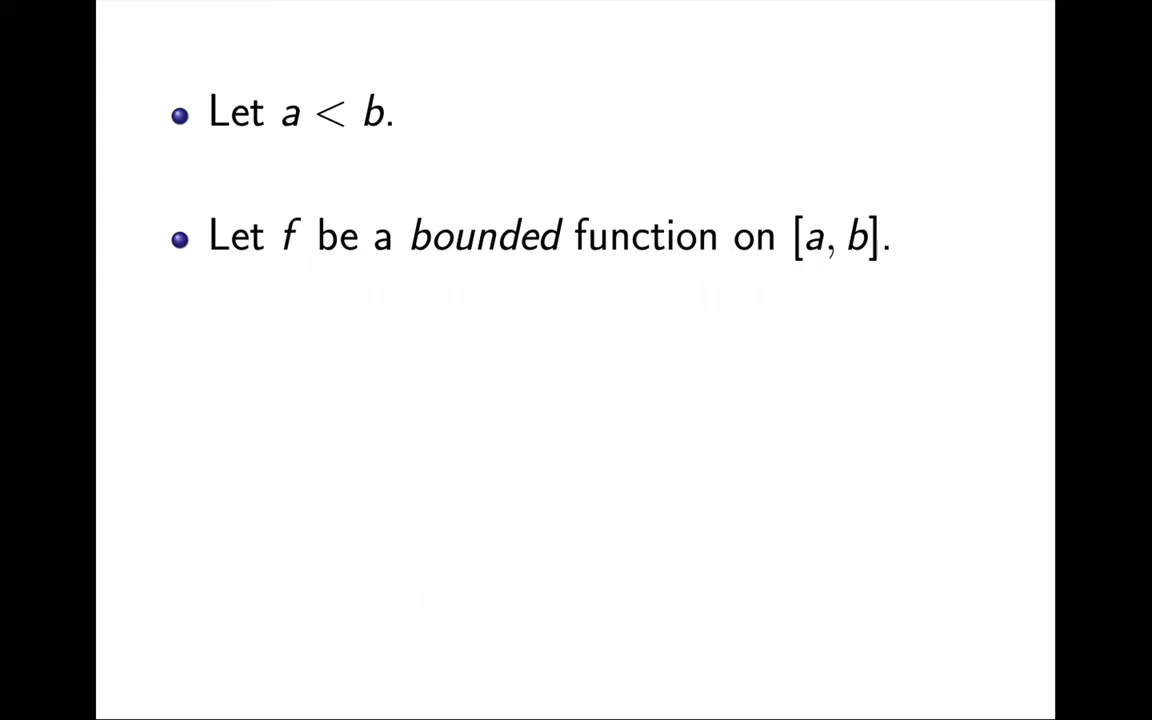 Let a < b.
Let f be a bounded function on [a, b].